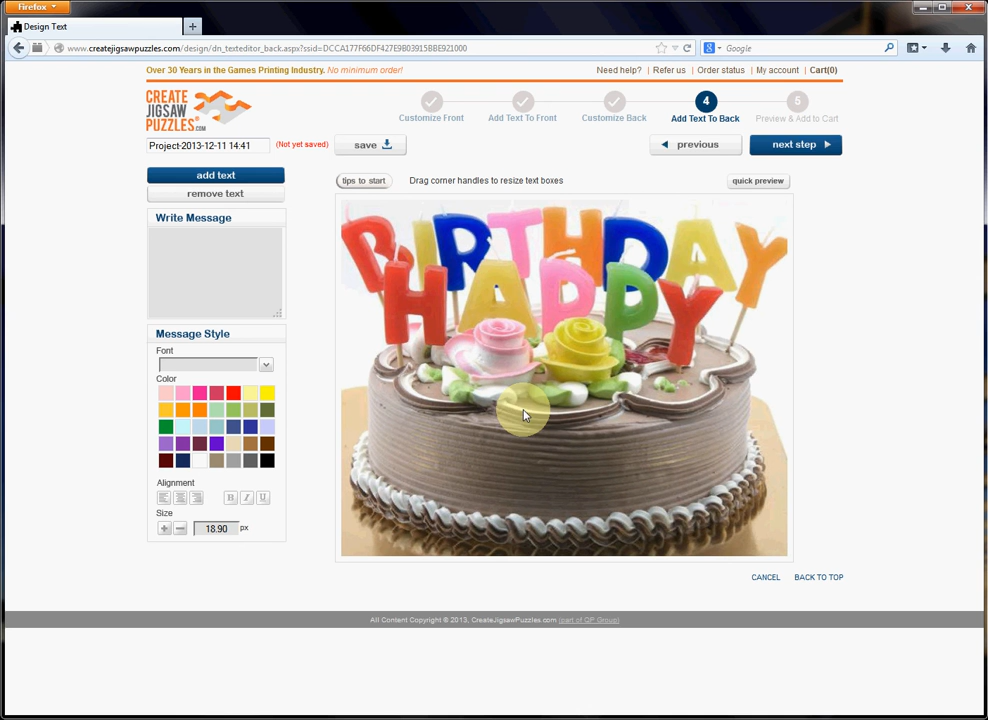 Firefox
Design Text
www.createjigsawpuzzles.com/design/dn_texteditor_back.aspx?ssid=DCCA177F66DF427E9B03915BBE921000
Google
Over 30 Years in the Games Printing Industry. No minimum order!
Need help? | Refer us | Order status | My account | Cart(0)
CREATE
JIGSAW
PUZZLES.COM
4
5
Customize Front
Add Text To Front
Customize Back
Add Text To Back
Preview & Add to Cart
Project-2013-12-11 14:41
(Not yet saved)
save
previous
next step
add text
remove text
tips to start
Drag corner handles to resize text boxes
quick preview
Write Message
BIRTHDAY
HAPPY
Message Style
Font
Color
Alignment
B I U
Size
18.90 px
CANCEL
BACK TO TOP
All Content Copyright © 2013, CreateJigsawPuzzles.com (part of QP Group)